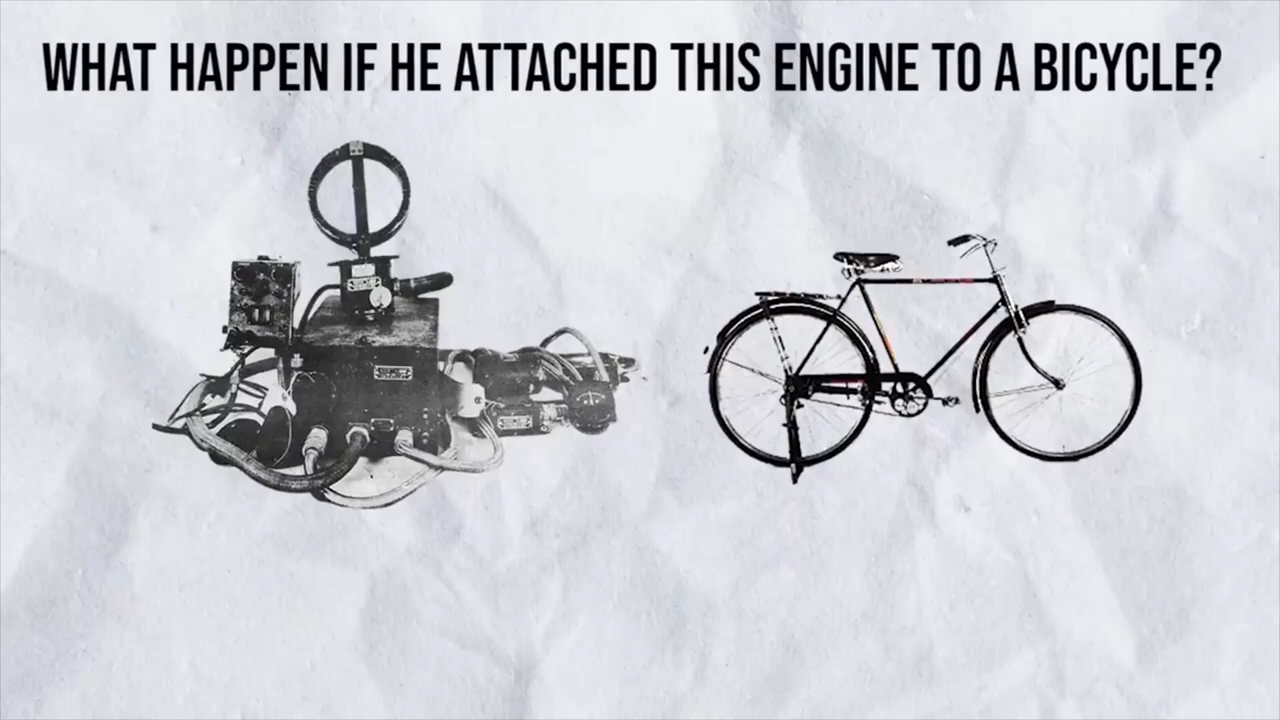 WHAT HAPPEN IF HE ATTACHED THIS ENGINE TO A BICYCLE?